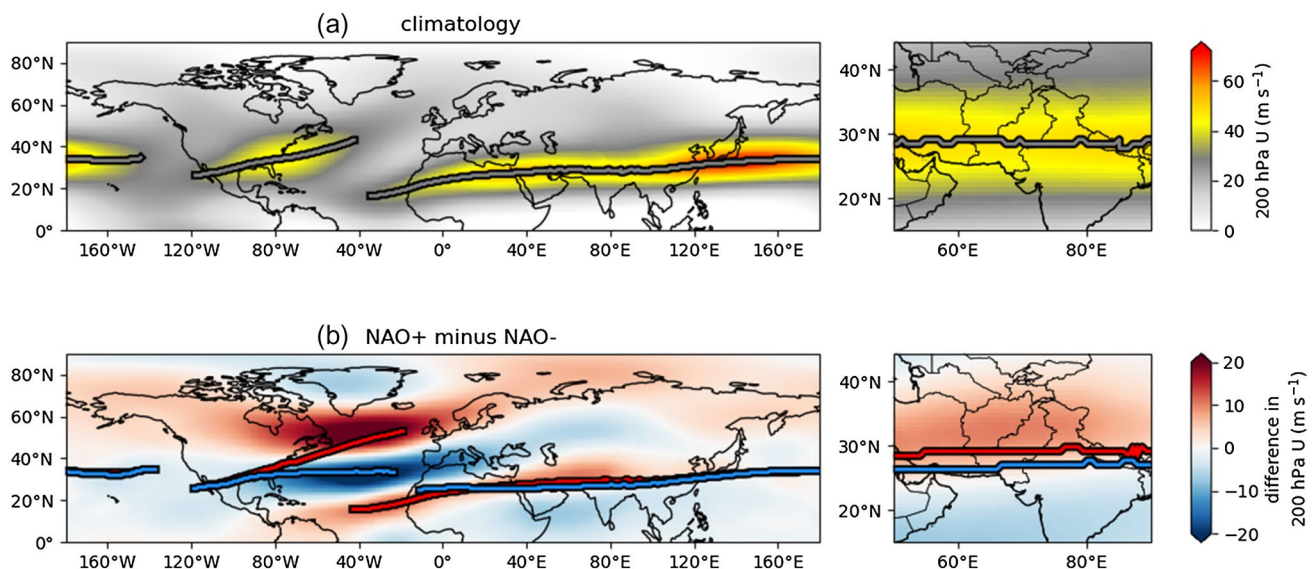 (a) climatology
80°N
60°N
40°N
20°N
0°
160°W 120°W 80°W 40°W 0° 40°E 80°E 120°E 160°E
40°N
30°N
20°N
60°E 80°E
60
40
20
0
200 hPa U (m s⁻¹)
(b) NAO+ minus NAO-
80°N
60°N
40°N
20°N
0°
160°W 120°W 80°W 40°W 0° 40°E 80°E 120°E 160°E
40°N
30°N
20°N
60°E 80°E
20
10
0
−10
−20
difference in
200 hPa U (m s⁻¹)